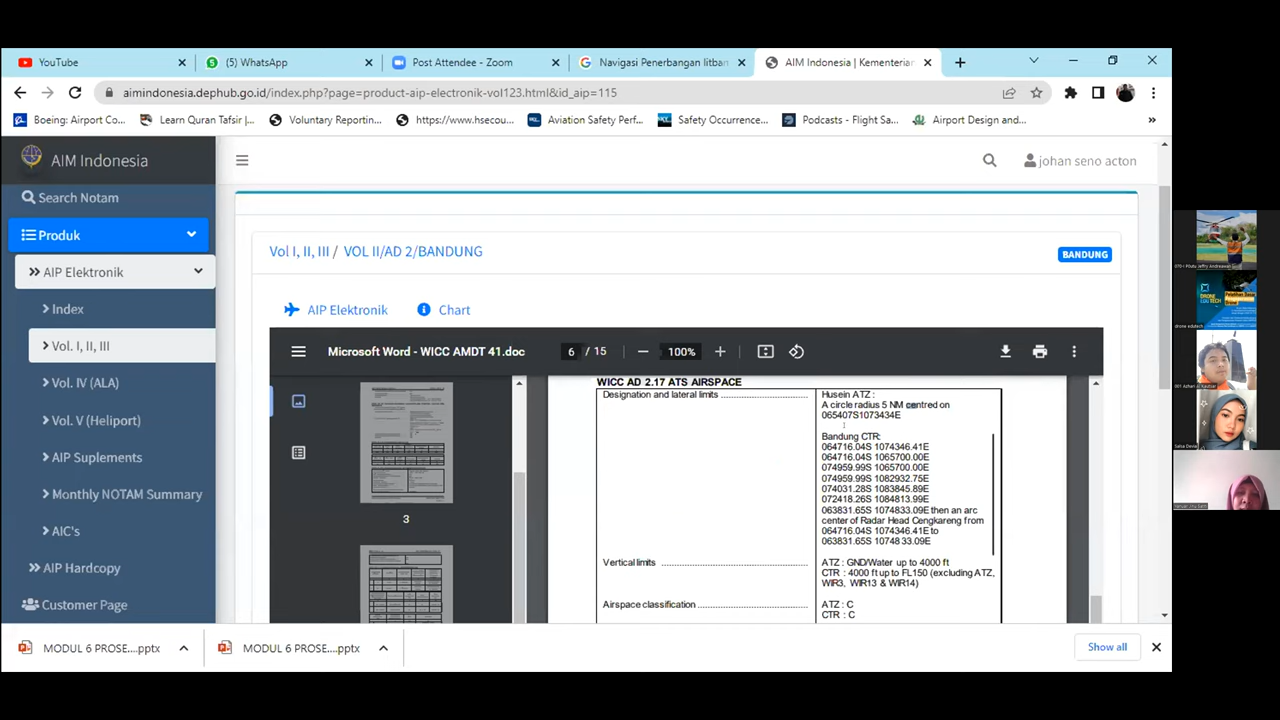 YouTube
(5) WhatsApp
Post Attendee - Zoom
Navigasi Penerbangan litban
AIM Indonesia | Kementerian
aimindonesia.dephub.go.id/index.php?page=product-aip-electronik-vol123.html&id_aip=115
Boeing: Airport Co...
Learn Quran Tafsir |...
Voluntary Reportin...
https://www.hsecou...
Aviation Safety Perf...
Safety Occurrence...
Podcasts - Flight Sa...
Airport Design and...
»
AIM Indonesia
johan seno acton
Search Notam
Produk
AIP Elektronik
Index
Vol. I, II, III
Vol. IV (ALA)
Vol. V (Heliport)
AIP Suplements
Monthly NOTAM Summary
AIC's
AIP Hardcopy
Customer Page
Vol I, II, III / VOL II/AD 2/BANDUNG
BANDUNG
AIP Elektronik
Chart
Microsoft Word - WICC AMDT 41.doc
6 / 15
100%
3
WICC AD 2.17 ATS AIRSPACE
Designation and lateral limits
Husein ATZ :
A circle radius 5 NM centred on
065407S1073434E
Bandung CTR:
064716.04S 1074346.41E
064716.04S 1065700.00E
074959.99S 1065700.00E
074959.99S 1082932.75E
074031.28S 1083845.89E
072418.26S 1084813.99E
063831.65S 1074833.09E then an arc
center of Radar Head Cengkareng from
064716.04S 1074346.41E to
063831.65S 1074833.09E
Vertical limits
ATZ : GND/Water up to 4000 ft
CTR : 4000 ft up to FL150 (excluding ATZ,
WIR3, WIR13 & WIR14)
Airspace classification
ATZ : C
CTR : C
MODUL 6 PROSE....pptx
MODUL 6 PROSE....pptx
Show all
drone edutech